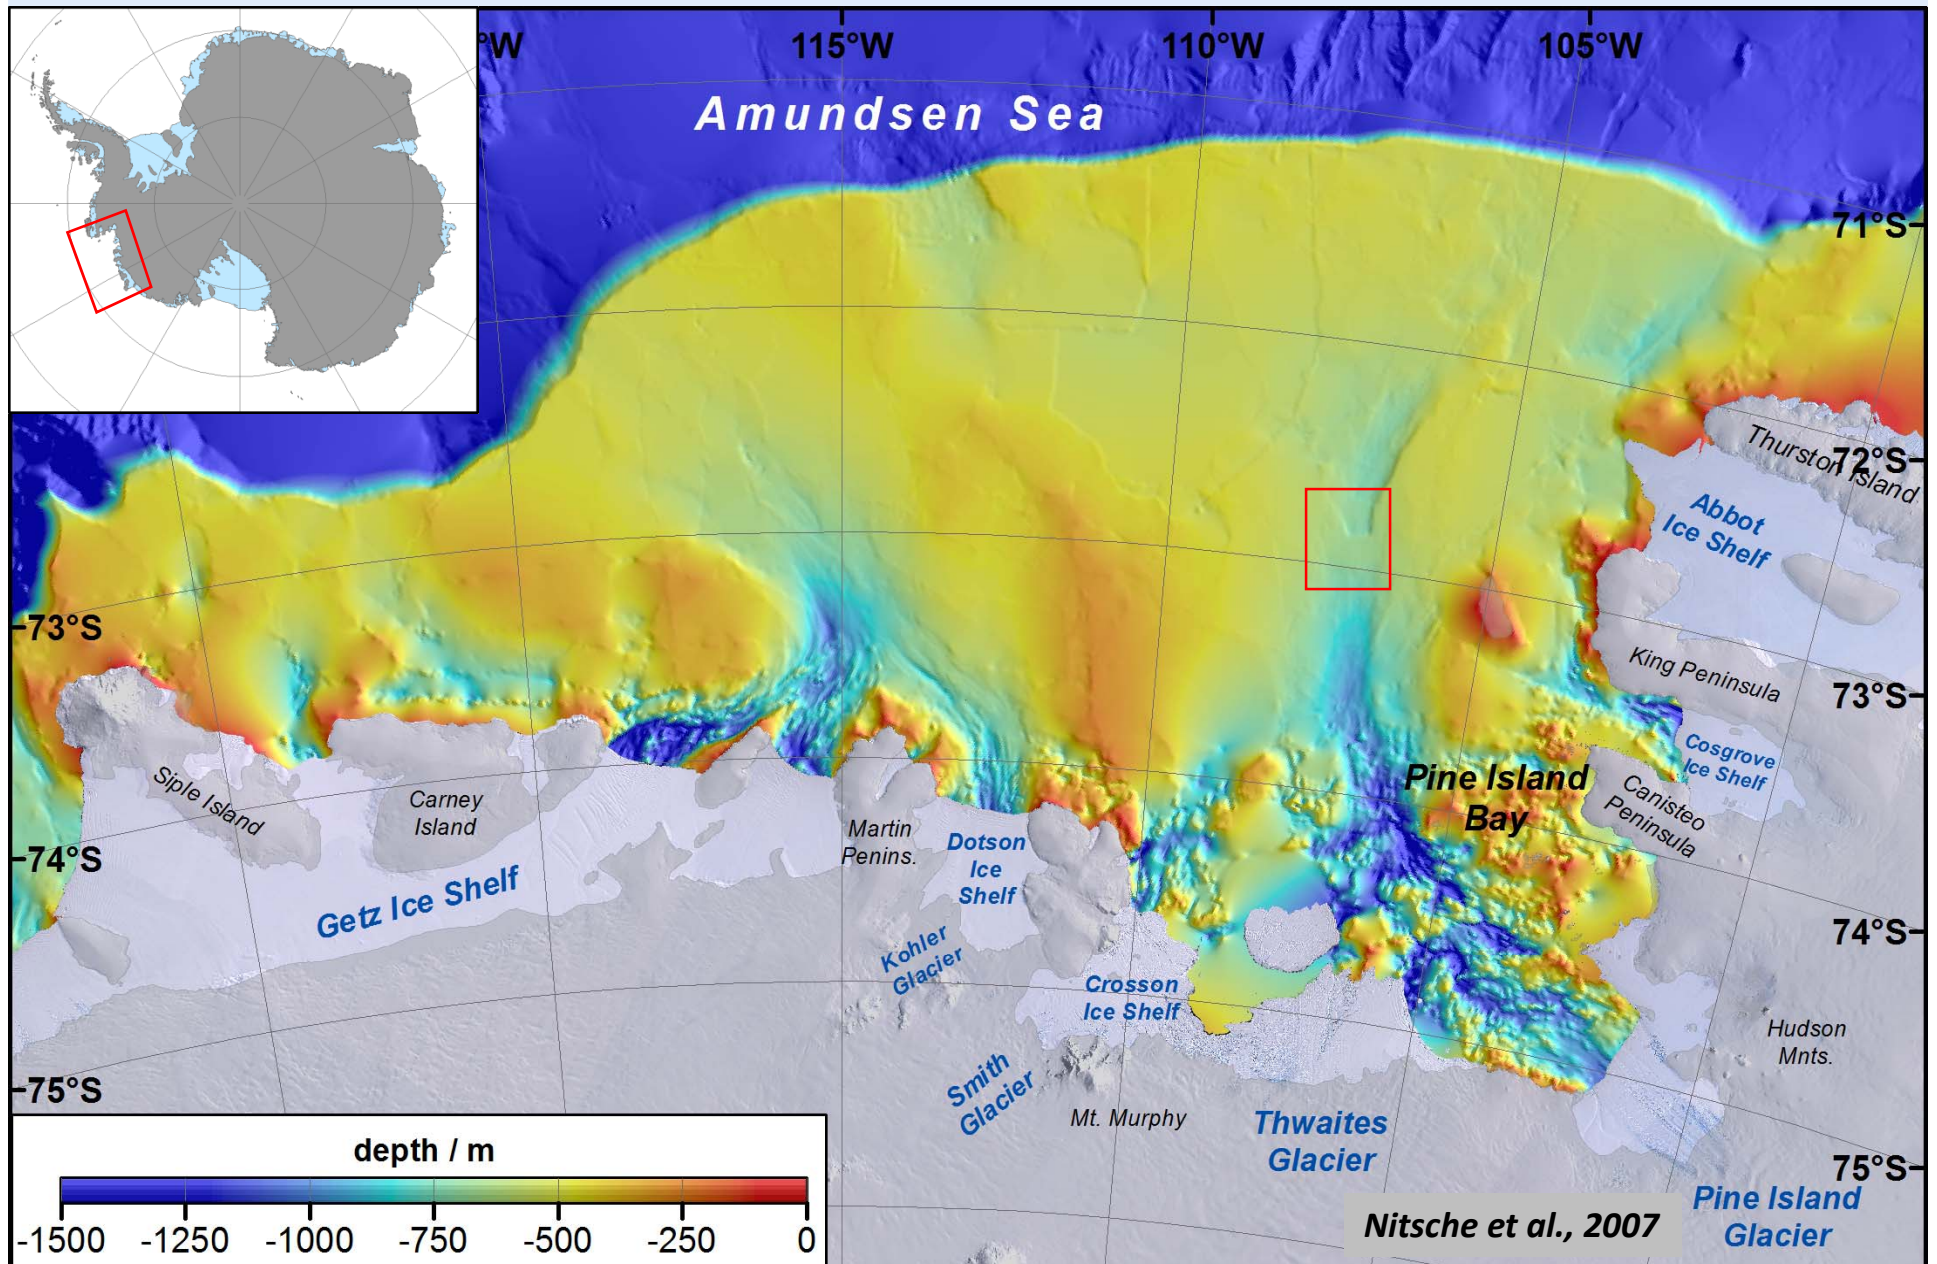 °W
115°W
110°W
105°W
Amundsen Sea
71°S
72°S
Thurston Island
Abbot
Ice Shelf
73°S
King Peninsula
73°S
Cosgrove
Ice Shelf
Pine Island
Bay
Canisteo
Peninsula
Siple Island
Carney
Island
Martin
Penins.
Dotson
Ice
Shelf
74°S
Getz Ice Shelf
74°S
Kohler
Glacier
Crosson
Ice Shelf
Hudson
Mnts.
75°S
Smith
Glacier
Mt. Murphy
Thwaites
Glacier
75°S
Pine Island
Glacier
depth / m
-1500 -1250 -1000 -750 -500 -250 0
Nitsche et al., 2007